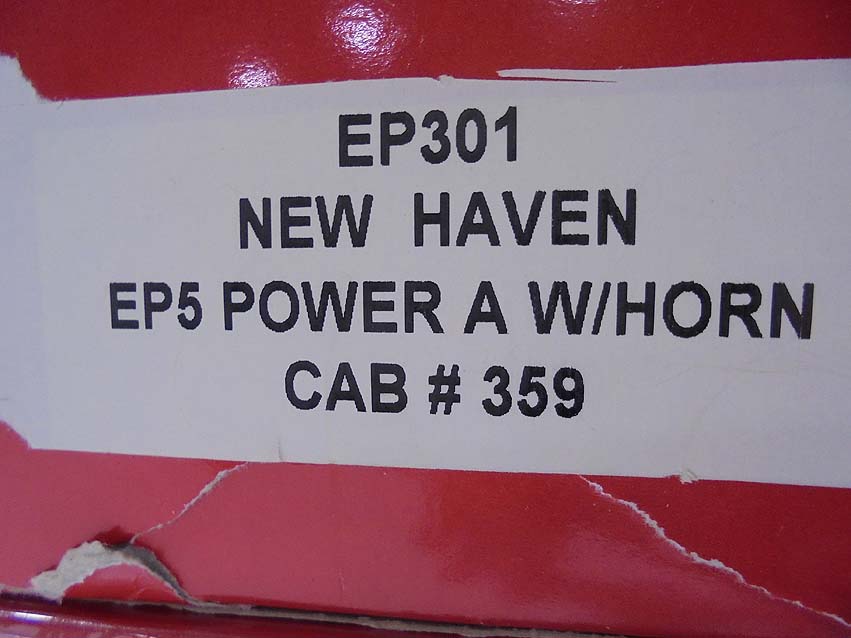 EP301
NEW HAVEN
EP5 POWER A W/HORN
CAB # 359